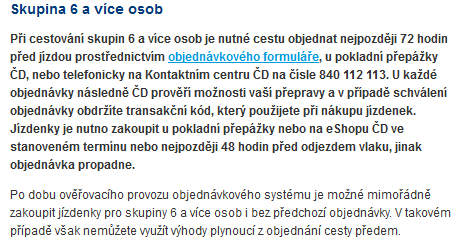 Skupina 6 a více osob
Při cestování skupin 6 a více osob je nutné cestu objednat nejpozději 72 hodin
před jízdou prostřednictvím objednávkového formuláře, u pokladní přepážky
ČD, nebo telefonicky na Kontaktním centru ČD na čísle 840 112 113. U každé
objednávky následně ČD prověří možnosti vaší přepravy a v případě schválení
objednávky obdržíte transakční kód, který použijete při nákupu jízdenek.
Jízdenky je nutno zakoupit u pokladní přepážky nebo na eShopu ČD ve
stanoveném termínu nebo nejpozději 48 hodin před odjezdem vlaku, jinak
objednávka propadne.
Po dobu ověřovacího provozu objednávkového systému je možné mimořádně
zakoupit jízdenky pro skupiny 6 a více osob i bez předchozí objednávky. V takovém
případě však nemůžete využít výhody plynoucí z objednání cesty předem.